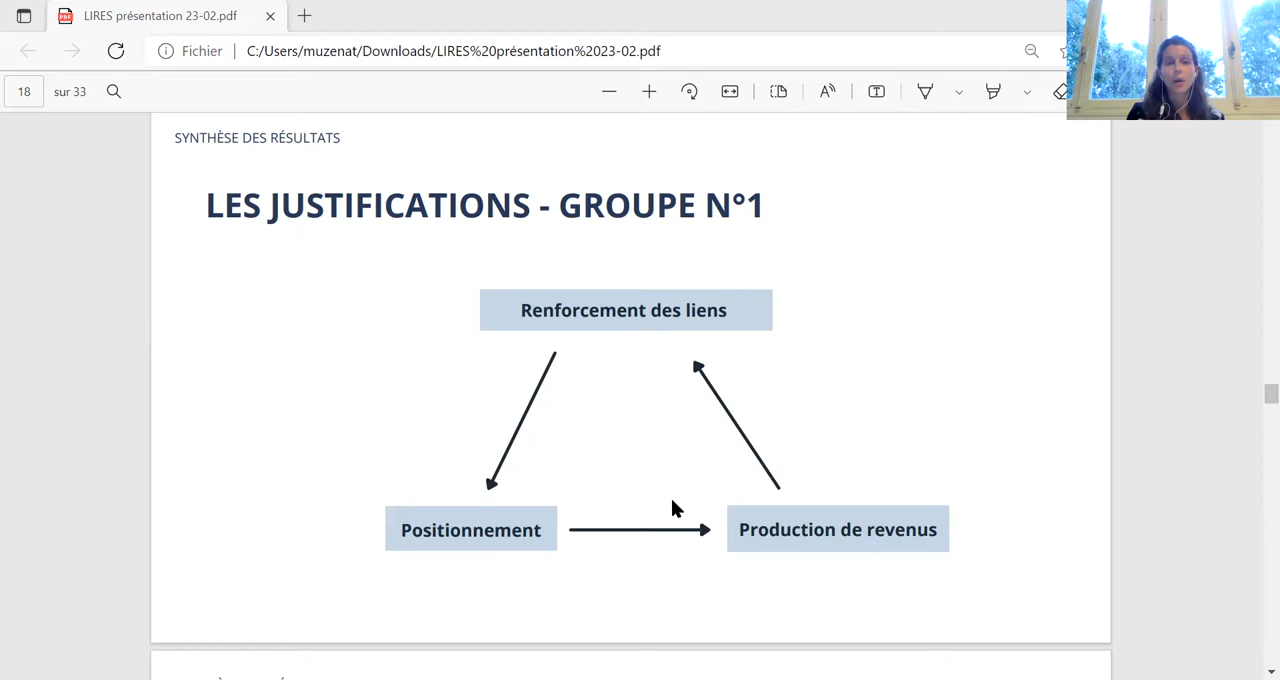 LIRES présentation 23-02.pdf
Fichier C:/Users/muzenat/Downloads/LIRES%20présentation%2023-02.pdf
18 sur 33
SYNTHÈSE DES RÉSULTATS
LES JUSTIFICATIONS - GROUPE N°1
Renforcement des liens
Positionnement
Production de revenus